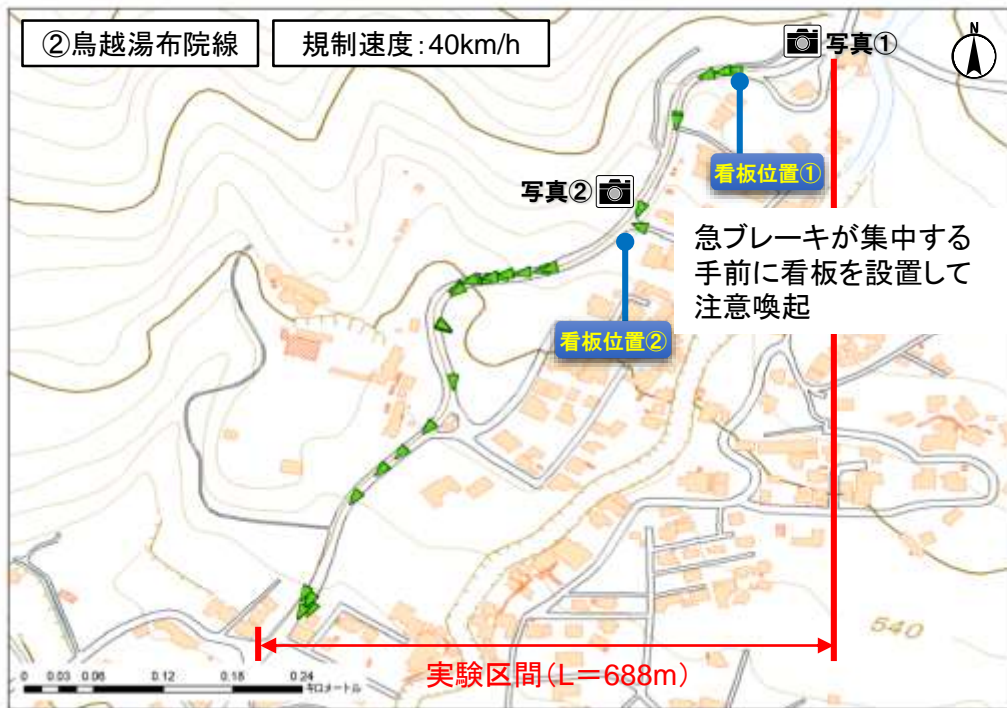 ②鳥越湯布院線
規制速度:40km/h
写真①
N
看板位置①
写真②
急ブレーキが集中する
手前に看板を設置して
注意喚起
看板位置②
540
実験区間(L=688m)
0 0.03 0.06 0.12 0.18 0.24
キロメートル